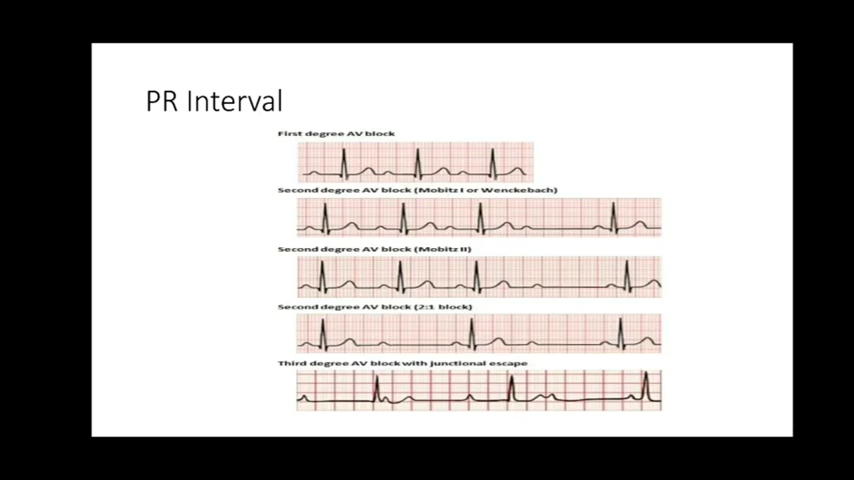 PR Interval
First degree AV block
Second degree AV block (Mobitz I or Wenckebach)
Second degree AV block (Mobitz II)
Second degree AV block (2:1 block)
Third degree AV block with junctional escape